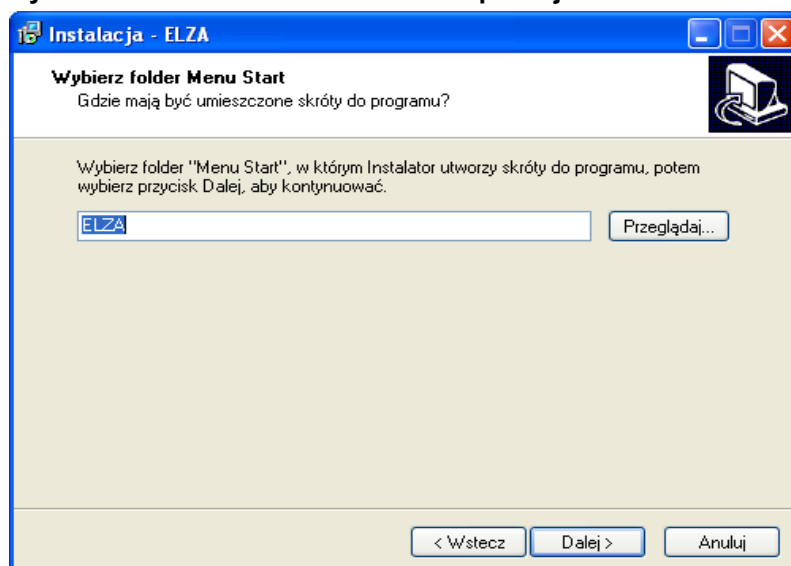 Instalacja - ELZA
Wybierz folder Menu Start
Gdzie mają być umieszczone skróty do programu?
Wybierz folder "Menu Start", w którym Instalator utworzy skróty do programu, potem
wybierz przycisk Dalej, aby kontynuować.
ELZA
Przeglądaj...
< Wstecz
Dalej >
Anuluj